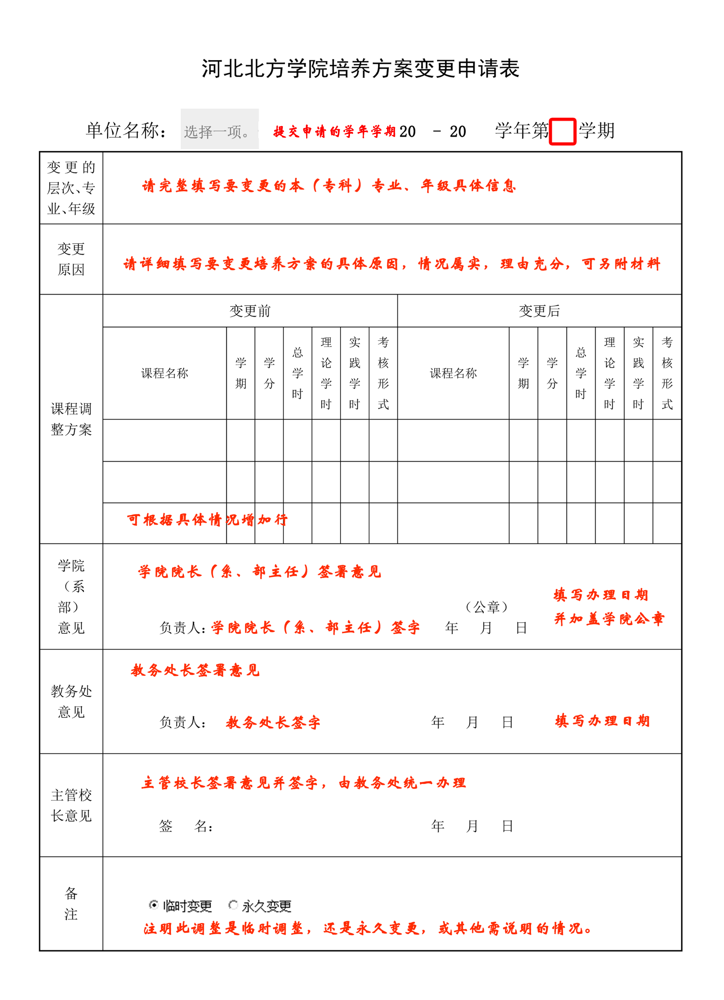 河北北方学院培养方案变更申请表
单位名称： 选择一项。 提交申请的学年学期20 - 20 学年第 学期
变更的
层次、专
业、年级
请完整填写要变更的本（专科）专业、年级具体信息
变更
原因
请详细填写要变更培养方案的具体原因，情况属实，理由充分，可另附材料
课程调
整方案
变更前 变更后
课程名称 学期 学分 总学时 理论学时 实践学时 考核形式 课程名称 学期 学分 总学时 理论学时 实践学时 考核形式
可根据具体情况增加行
学院
（系
部）
意见
学院院长（系、部主任）签署意见
（公章）
负责人：学院院长（系、部主任）签字 年 月 日
填写办理日期
并加盖学院公章
教务处
意见
教务处长签署意见
负责人： 教务处长签字 年 月 日 填写办理日期
主管校
长意见
主管校长签署意见并签字，由教务处统一办理
签 名： 年 月 日
备
注
临时变更 永久变更
注明此调整是临时调整，还是永久变更，或其他需说明的情况。